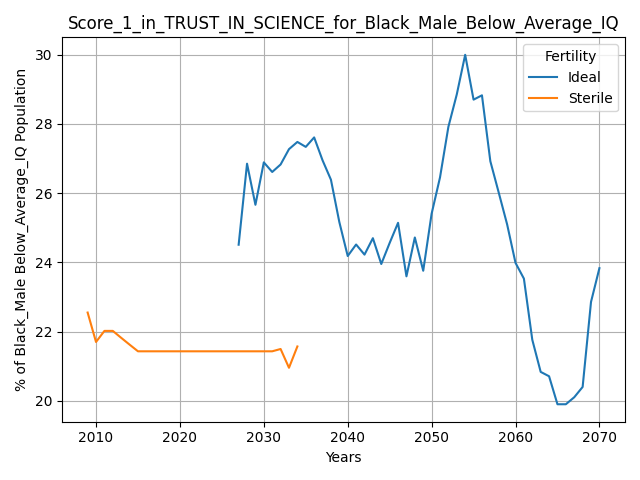 Score_1_in_TRUST_IN_SCIENCE_for_Black_Male_Below_Average_IQ
Fertility
Ideal
Sterile
% of Black_Male Below_Average_IQ Population
30
28
26
24
22
20
2010 2020 2030 2040 2050 2060 2070
Years